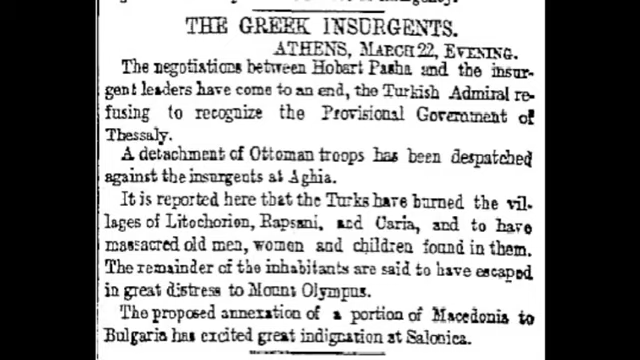 THE GREEK INSURGENTS.
ATHENS, MARCH 22, EVENING.
The negotiations between Hobart Pasha and the insur-
gent leaders have come to an end, the Turkish Admiral re-
fusing to recognize the Provisional Government of
Thessaly.
A detachment of Ottoman troops has been despatched
against the insurgents at Aghia.
It is reported here that the Turks have burned the vil-
lages of Litochorion, Rapsani, and Caria, and to have
massacred old men, women and children found in them.
The remainder of the inhabitants are said to have escaped
in great distress to Mount Olympus.
The proposed annexation of a portion of Macedonia to
Bulgaria has excited great indignation at Salonica.